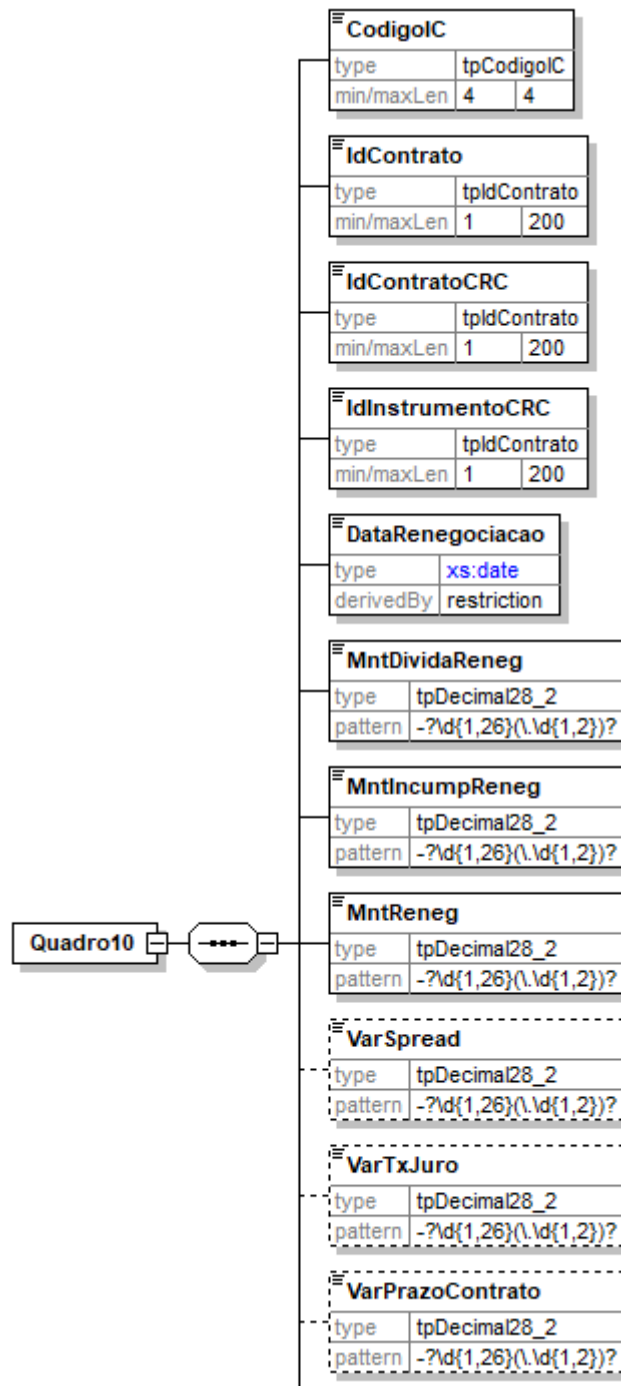 CodigoIC
type tpCodigoIC
min/maxLen 4 4
IdContrato
type tpIdContrato
min/maxLen 1 200
IdContratoCRC
type tpIdContrato
min/maxLen 1 200
IdInstrumentoCRC
type tpIdContrato
min/maxLen 1 200
DataRenegociacao
type xs:date
derivedBy restriction
MntDividaReneg
type tpDecimal28_2
pattern -?\d{1,26}(\.\d{1,2})?
MntIncumpReneg
type tpDecimal28_2
pattern -?\d{1,26}(\.\d{1,2})?
Quadro10
MntReneg
type tpDecimal28_2
pattern -?\d{1,26}(\.\d{1,2})?
VarSpread
type tpDecimal28_2
pattern -?\d{1,26}(\.\d{1,2})?
VarTxJuro
type tpDecimal28_2
pattern -?\d{1,26}(\.\d{1,2})?
VarPrazoContrato
type tpDecimal28_2
pattern -?\d{1,26}(\.\d{1,2})?